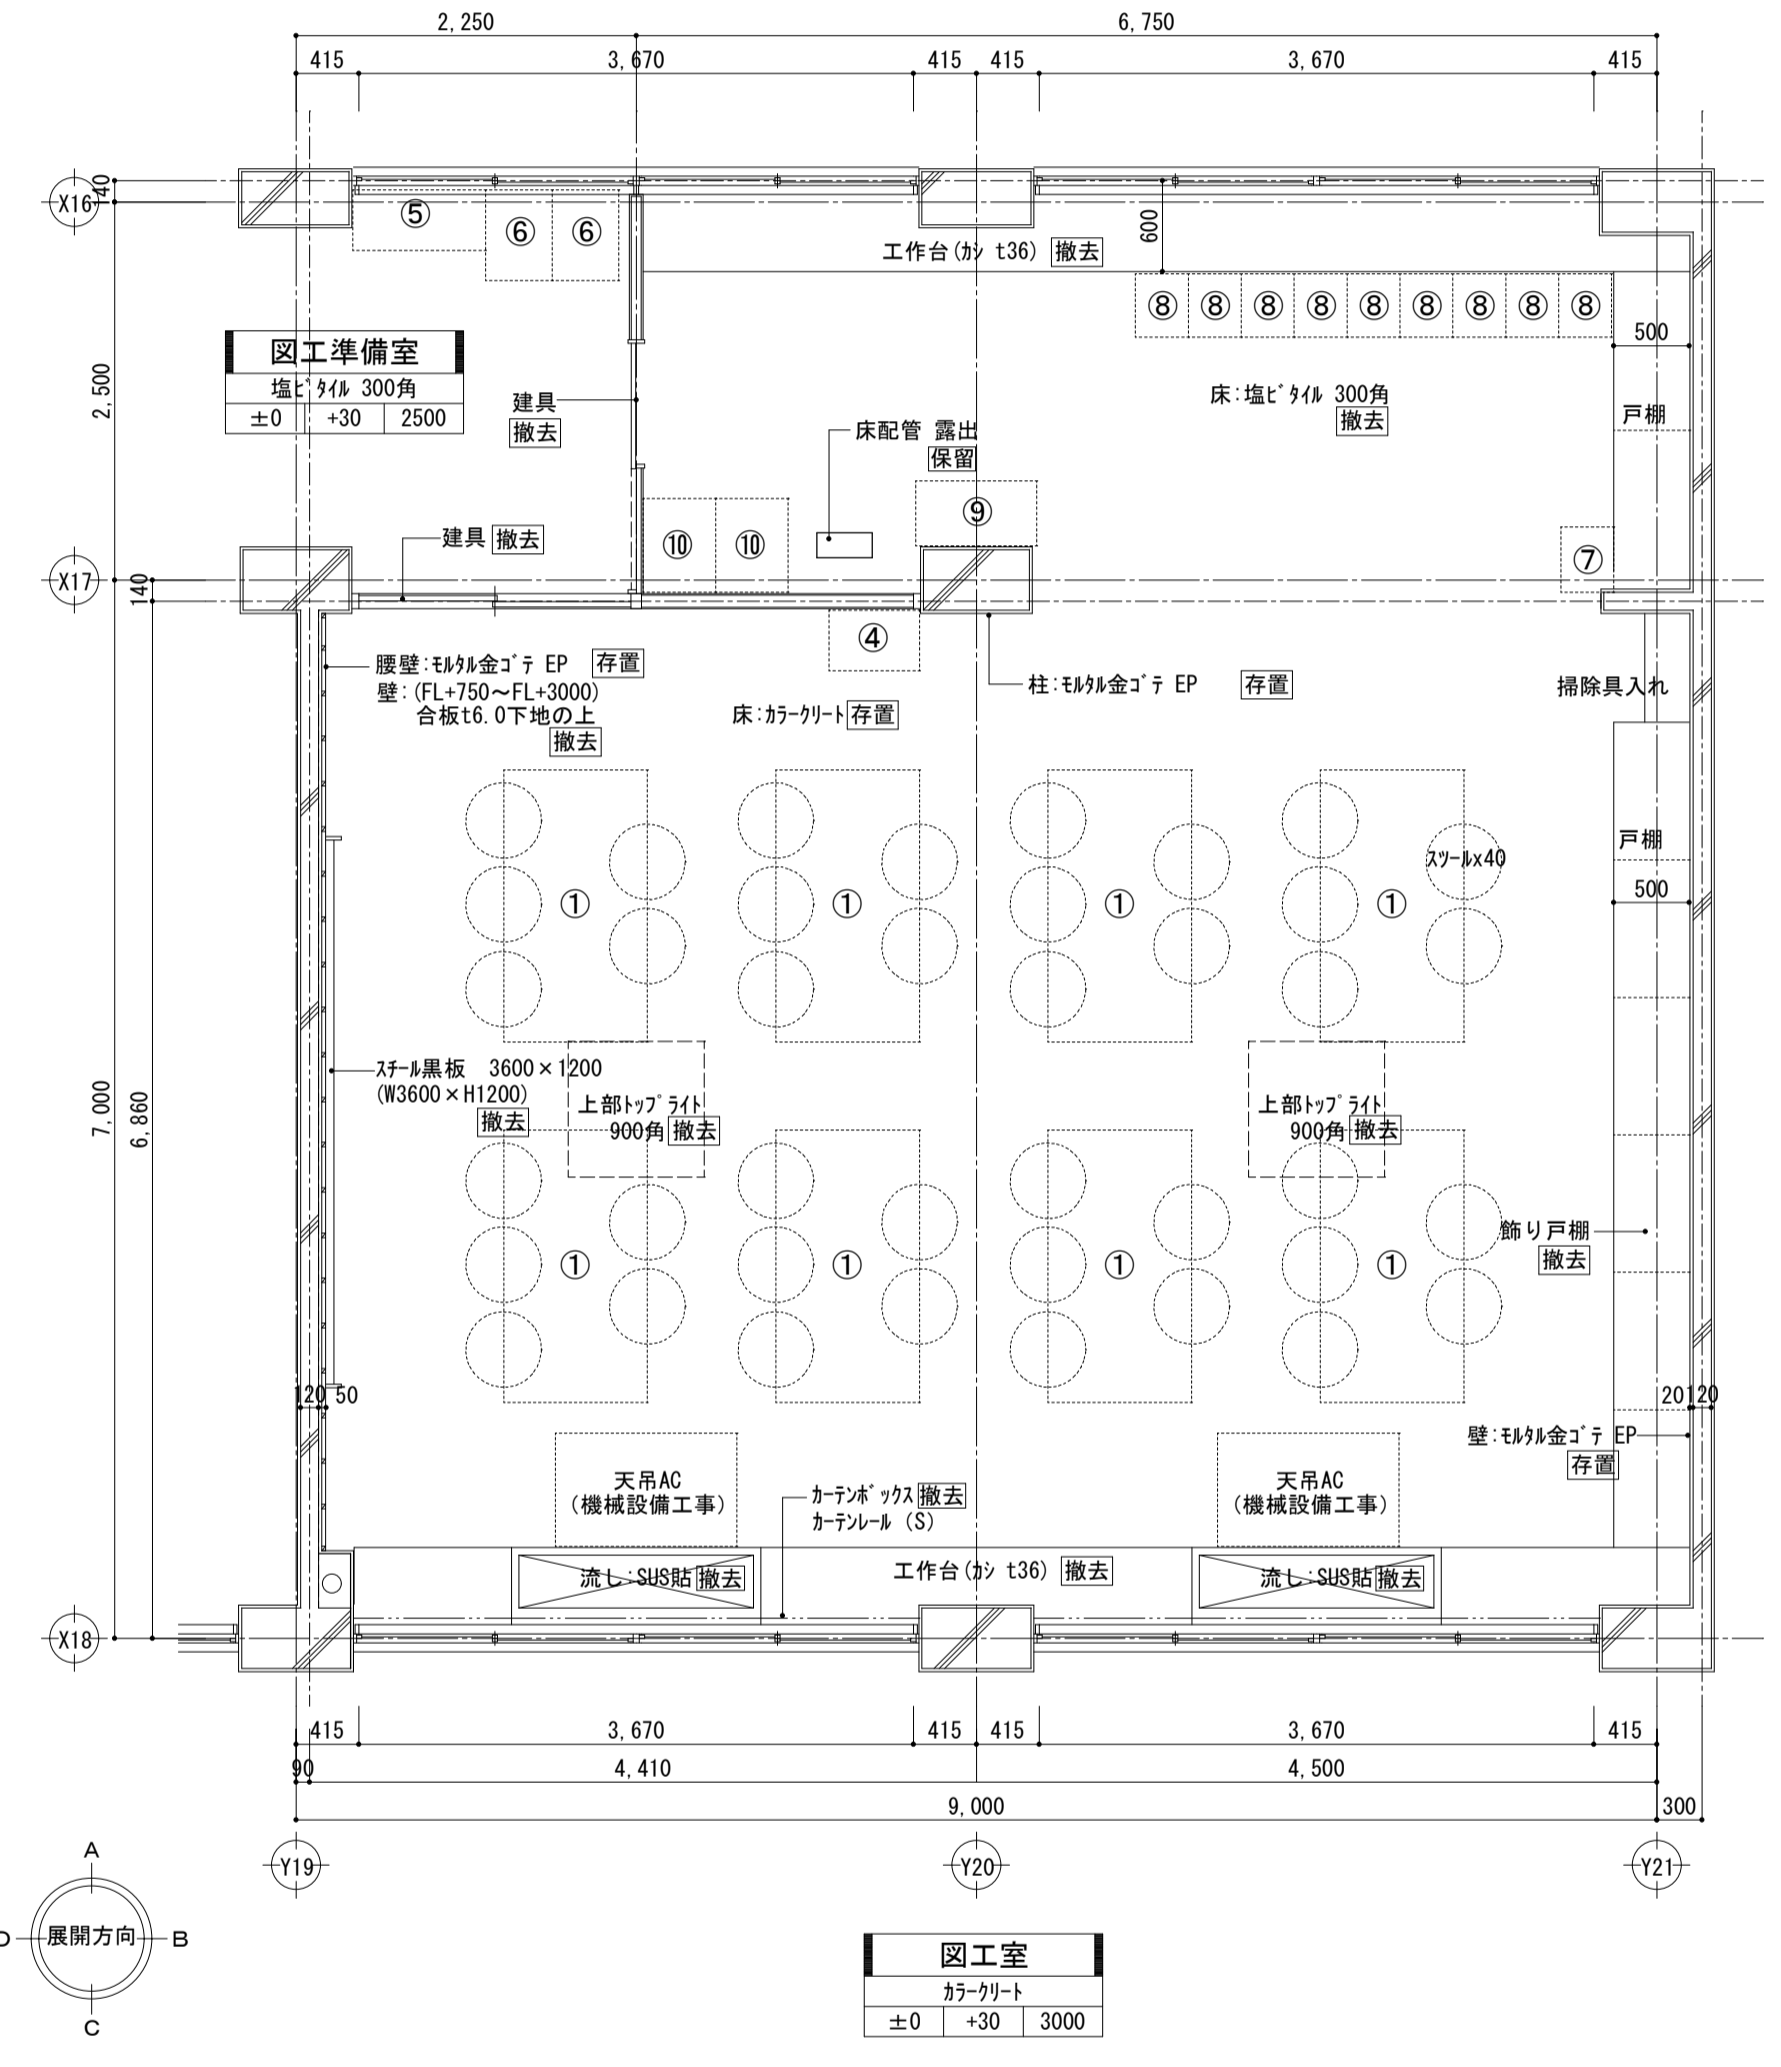 2,250
6,750
415
3,670
415
415
3,670
415
X16
140
⑤
⑥
⑥
工作台(ｶｼ t36) 撤去
600
⑧
⑧
⑧
⑧
⑧
⑧
⑧
⑧
⑧
図工準備室
塩ﾋﾞﾀｲﾙ 300角
±0
+30
2500
2,500
500
建具
撤去
床:塩ﾋﾞﾀｲﾙ 300角
撤去
戸棚
床配管 露出
保留
⑨
建具 撤去
⑩
⑩
⑦
X17
140
④
腰壁:ﾓﾙﾀﾙ金ｺﾞﾃ EP 存置
壁:(FL+750～FL+3000)
合板t6.0下地の上
撤去
柱:ﾓﾙﾀﾙ金ｺﾞﾃ EP 存置
掃除具入れ
床:ｶﾗｰｸﾘｰﾄ 存置
戸棚
ｽﾂｰﾙx40
500
①
①
①
①
ｽﾁｰﾙ黒板 3600×1200
(W3600×H1200)
撤去
上部ﾄｯﾌﾟﾗｲﾄ
900角 撤去
上部ﾄｯﾌﾟﾗｲﾄ
900角 撤去
7,000
6,860
①
①
①
①
飾り戸棚
撤去
120 50
20 120
壁:ﾓﾙﾀﾙ金ｺﾞﾃ EP
存置
天吊AC
(機械設備工事)
ｶｰﾃﾝﾎﾞｯｸｽ 撤去
ｶｰﾃﾝﾚｰﾙ (S)
天吊AC
(機械設備工事)
流し:SUS貼 撤去
工作台(ｶｼ t36) 撤去
流し:SUS貼 撤去
X18
415
3,670
415
415
3,670
415
90
4,410
4,500
9,000
300
Y19
Y20
Y21
A
D
展開方向
B
C
図工室
ｶﾗｰｸﾘｰﾄ
±0
+30
3000